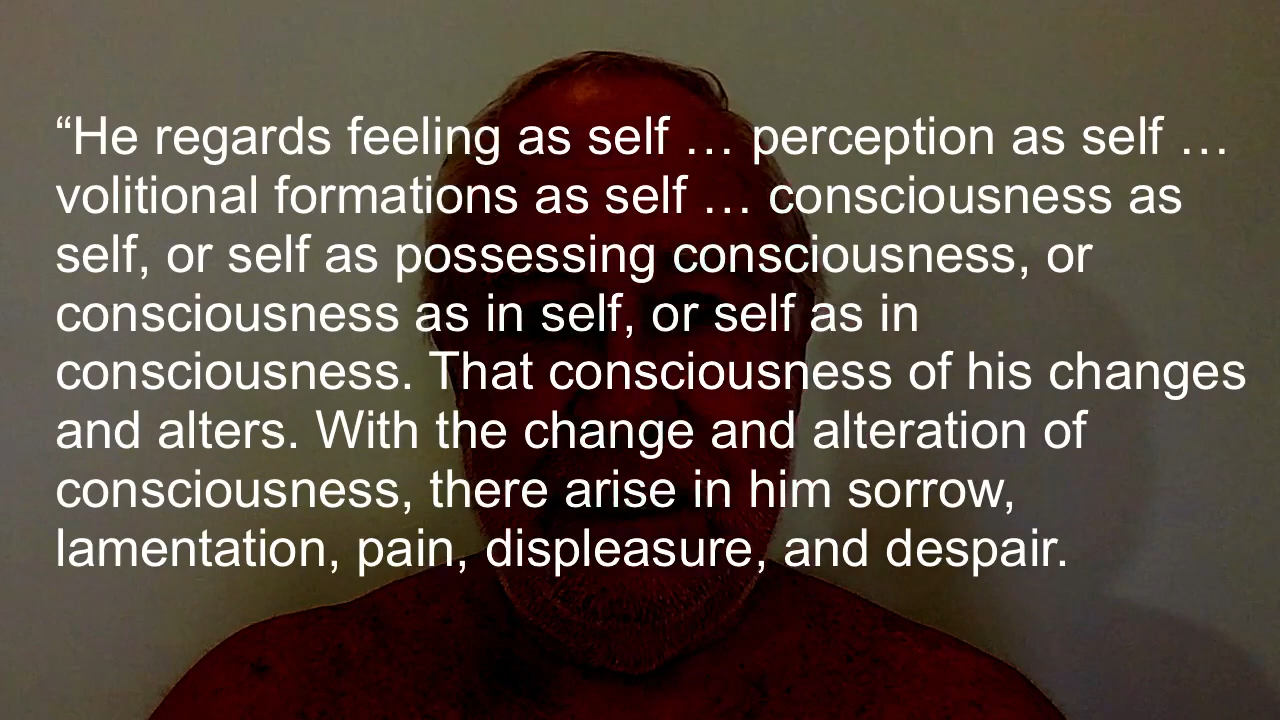 “He regards feeling as self … perception as self …
volitional formations as self … consciousness as
self, or self as possessing consciousness, or
consciousness as in self, or self as in
consciousness. That consciousness of his changes
and alters. With the change and alteration of
consciousness, there arise in him sorrow,
lamentation, pain, displeasure, and despair.